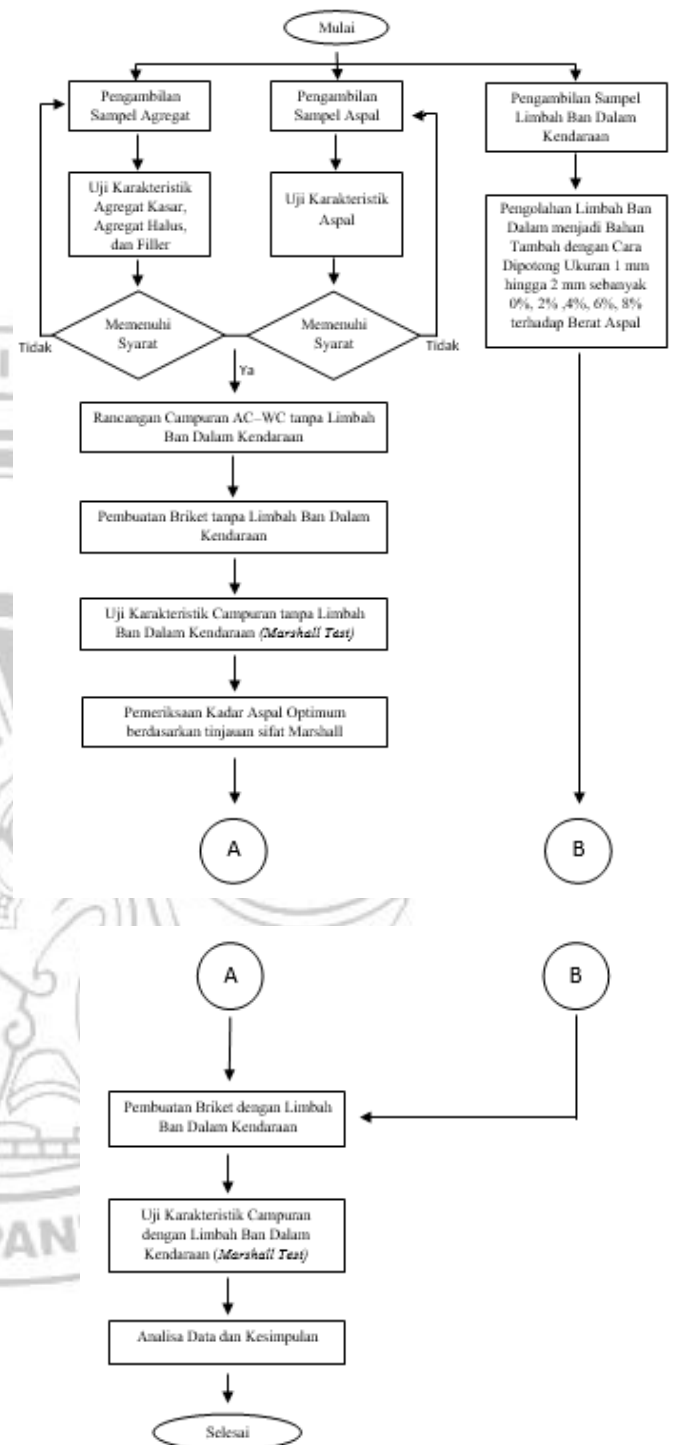 Mulai
Pengambilan
Sampel Agregat
Pengambilan
Sampel Aspal
Pengambilan Sampel
Limbah Ban Dalam
Kendaraan
Uji Karakteristik
Agregat Kasar,
Agregat Halus,
dan Filler
Uji Karakteristik
Aspal
Pengolahan Limbah Ban
Dalam menjadi Bahan
Tambah dengan Cara
Dipotong Ukuran 1 mm
hingga 2 mm sebanyak
0%, 2% ,4%, 6%, 8%
terhadap Berat Aspal
Memenuhi
Syarat
Memenuhi
Syarat
Tidak
Tidak
Ya
Rancangan Campuran AC–WC tanpa Limbah
Ban Dalam Kendaraan
Pembuatan Briket tanpa Limbah Ban Dalam
Kendaraan
Uji Karakteristik Campuran tanpa Limbah
Ban Dalam Kendaraan (Marshall Test)
Pemeriksaan Kadar Aspal Optimum
berdasarkan tinjauan sifat Marshall
A
B
A
B
Pembuatan Briket dengan Limbah
Ban Dalam Kendaraan
Uji Karakteristik Campuran
dengan Limbah Ban Dalam
Kendaraan (Marshall Test)
PAN
Analisa Data dan Kesimpulan
Selesai